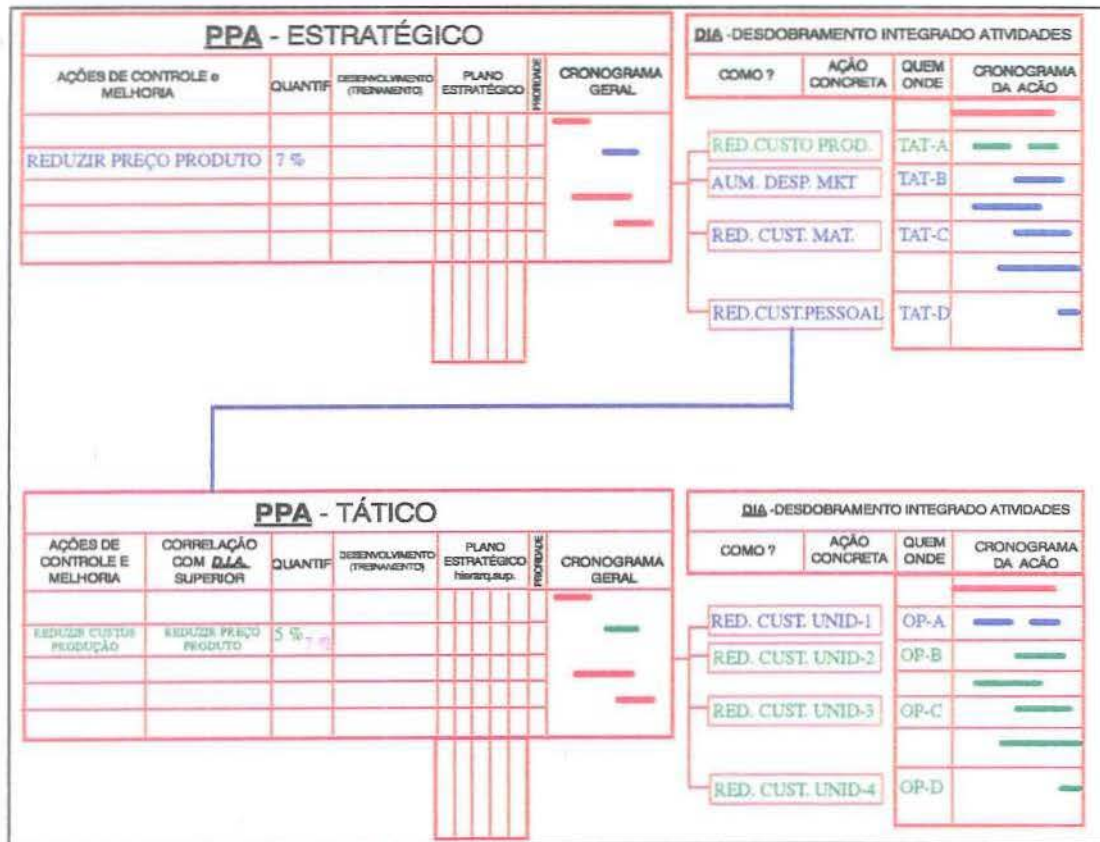 PPA - ESTRATÉGICO
AÇÕES DE CONTROLE e
MELHORIA
QUANTIF
DESENVOLVIMENTO
(TREINAMENTO)
PLANO
ESTRATÉGICO
PRIORIDADE
CRONOGRAMA
GERAL
REDUZIR PREÇO PRODUTO
7 %
DIA -DESDOBRAMENTO INTEGRADO ATIVIDADES
COMO ?
AÇÃO
CONCRETA
QUEM
ONDE
CRONOGRAMA
DA ACÃO
RED.CUSTO PROD.
TAT-A
AUM. DESP. MKT
TAT-B
RED. CUST. MAT.
TAT-C
RED.CUST.PESSOAL
TAT-D
PPA - TÁTICO
AÇÕES DE
CONTROLE E
MELHORIA
CORRELAÇÃO
COM D.I.A.
SUPERIOR
QUANTIF
DESENVOLVIMENTO
(TREINAMENTO)
PLANO
ESTRATÉGICO
hierarq.sup.
PRIORIDADE
CRONOGRAMA
GERAL
REDUZIR CUSTOS
PRODUÇÃO
REDUZIR PREÇO
PRODUTO
5 %
7 %
DIA -DESDOBRAMENTO INTEGRADO ATIVIDADES
COMO ?
AÇÃO
CONCRETA
QUEM
ONDE
CRONOGRAMA
DA ACÃO
RED. CUST. UNID-1
OP-A
RED. CUST. UNID-2
OP-B
RED. CUST. UNID-3
OP-C
RED. CUST. UNID-4
OP-D